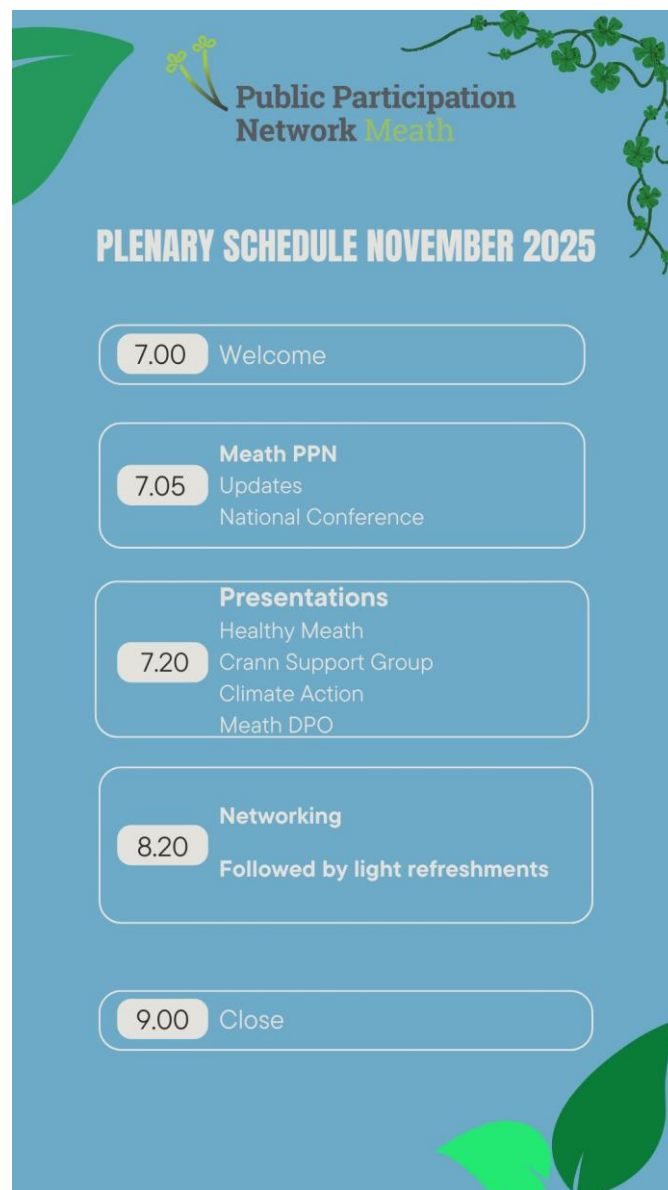 Public Participation
Network Meath
PLENARY SCHEDULE NOVEMBER 2025
7.00 Welcome
Meath PPN
7.05 Updates
National Conference
Presentations
Healthy Meath
7.20 Crann Support Group
Climate Action
Meath DPO
Networking
8.20
Followed by light refreshments
9.00 Close